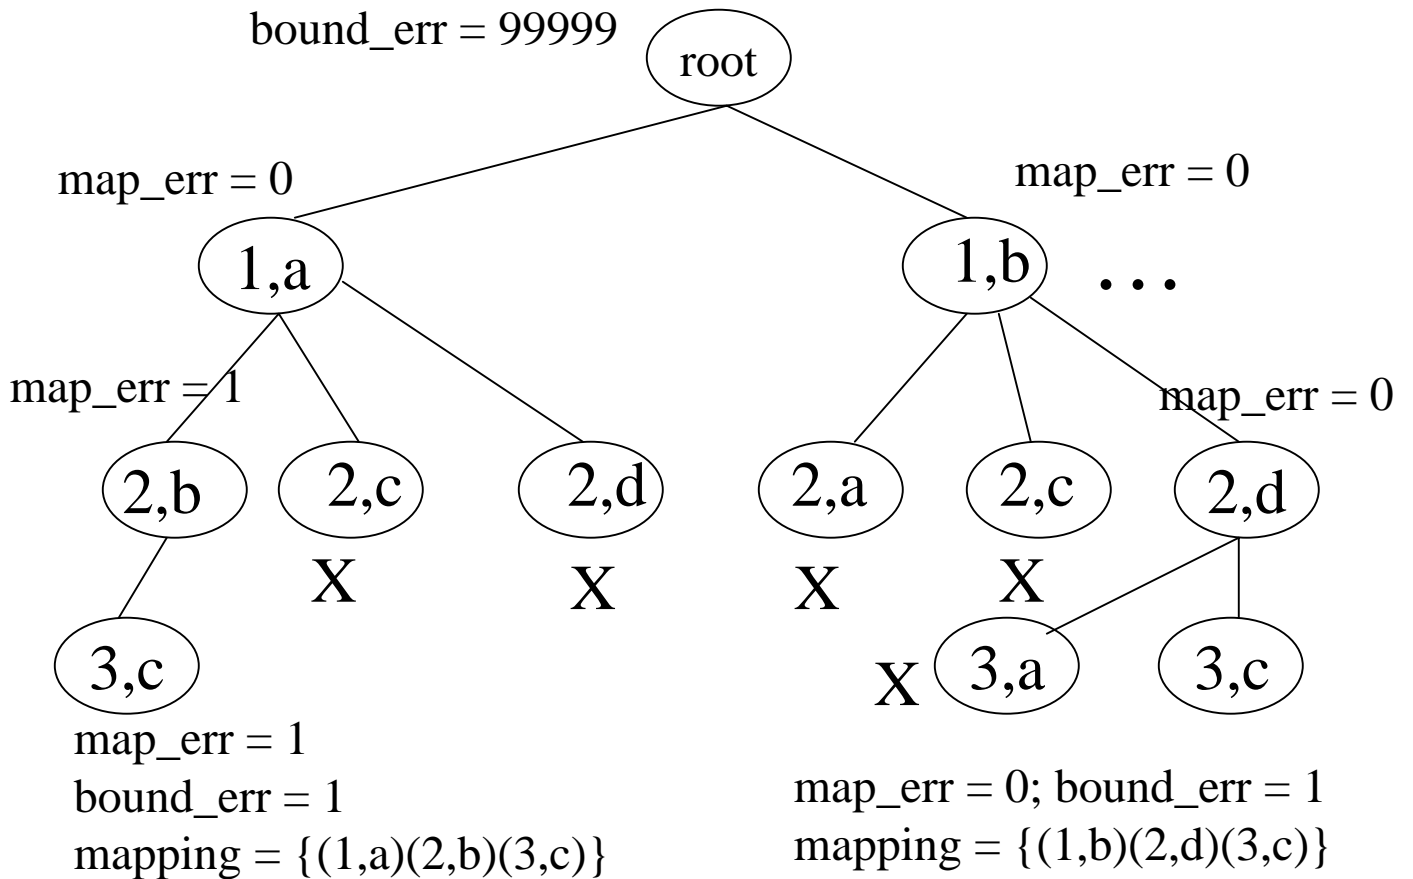 bound_err = 99999
root
map_err = 0
map_err = 0
1,a
1,b
...
map_err = 1
map_err = 0
2,b
2,c
2,d
2,a
2,c
2,d
X
X
X
X
3,c
X
3,a
3,c
map_err = 1
bound_err = 1
mapping = {(1,a)(2,b)(3,c)}
map_err = 0; bound_err = 1
mapping = {(1,b)(2,d)(3,c)}